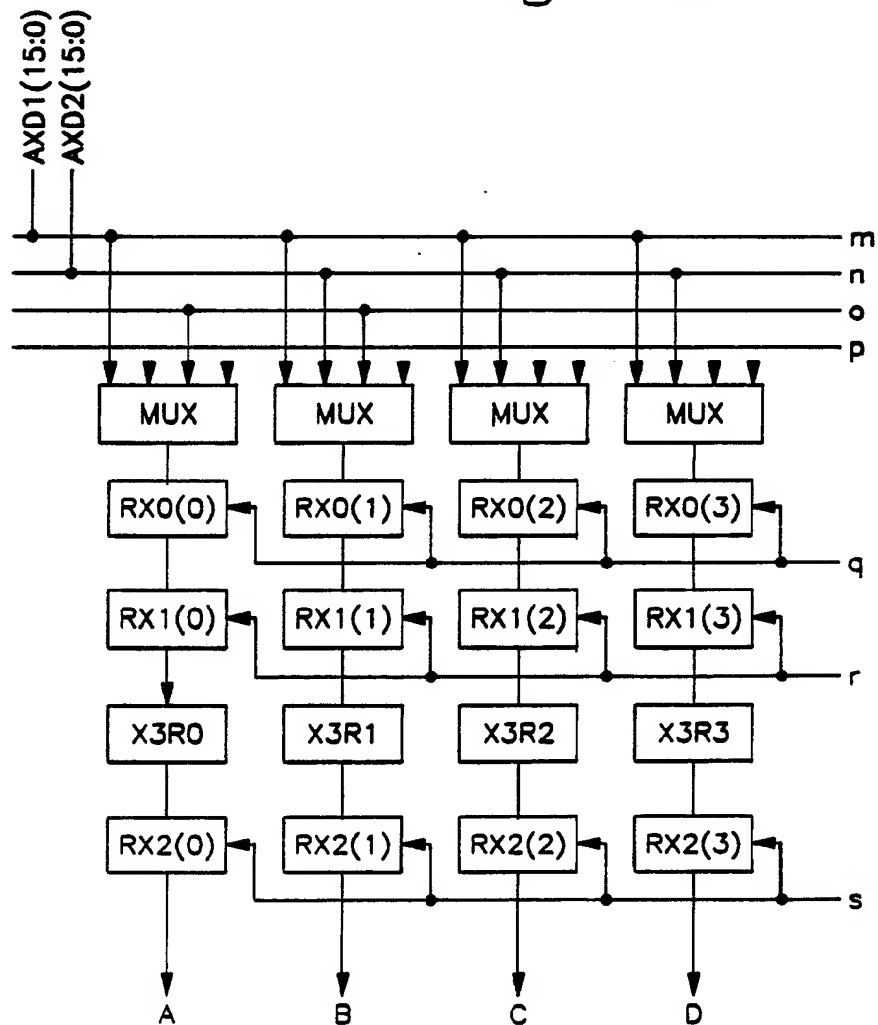 AXD1(15:0)
AXD2(15:0)
m
n
o
p
MUX MUX MUX MUX
RX0(0) RX0(1) RX0(2) RX0(3)
q
RX1(0) RX1(1) RX1(2) RX1(3)
r
X3R0 X3R1 X3R2 X3R3
RX2(0) RX2(1) RX2(2) RX2(3)
s
A B C D